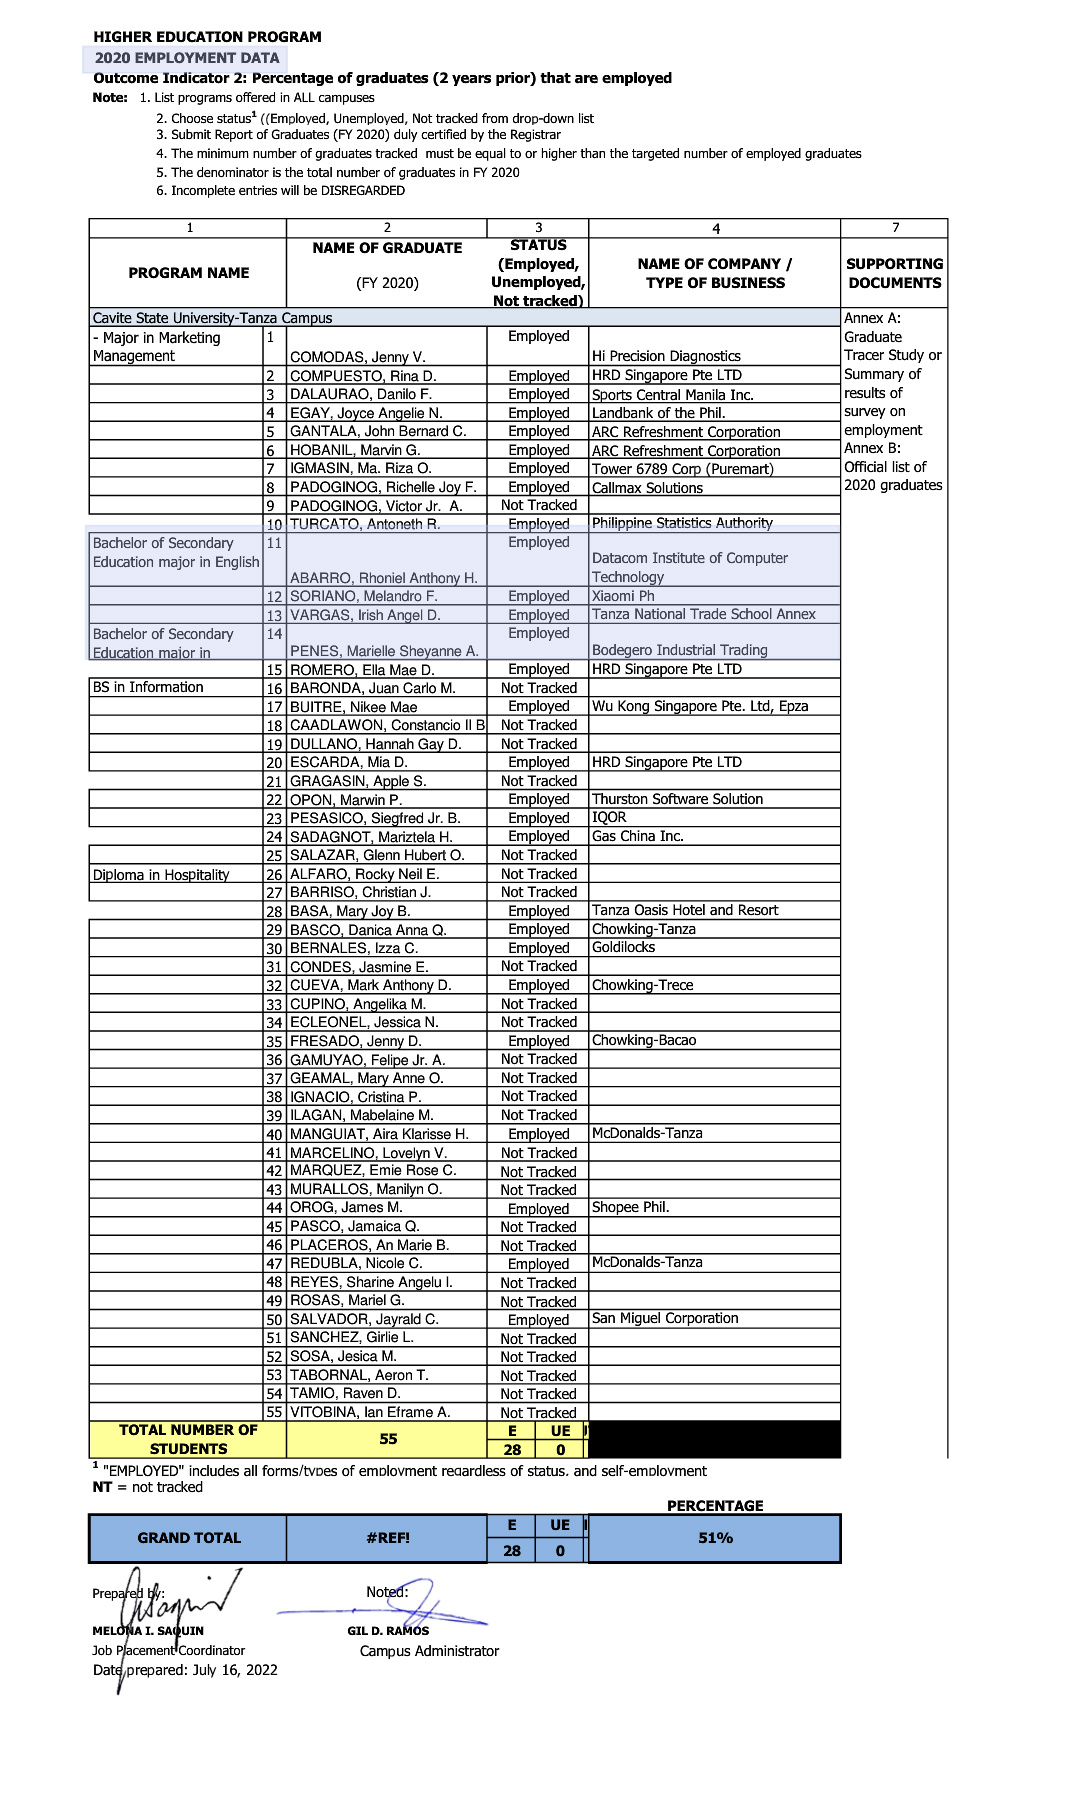 HIGHER EDUCATION PROGRAM
2020 EMPLOYMENT DATA
Outcome Indicator 2: Percentage of graduates (2 years prior) that are employed
Note: 1. List programs offered in ALL campuses
2. Choose status1 ((Employed, Unemployed, Not tracked from drop-down list
3. Submit Report of Graduates (FY 2020) duly certified by the Registrar
4. The minimum number of graduates tracked must be equal to or higher than the targeted number of employed graduates
5. The denominator is the total number of graduates in FY 2020
6. Incomplete entries will be DISREGARDED
1 2 3 4 7
PROGRAM NAME
NAME OF GRADUATE
(FY 2020)
STATUS
(Employed,
Unemployed,
Not tracked)
NAME OF COMPANY /
TYPE OF BUSINESS
SUPPORTING
DOCUMENTS
Cavite State University-Tanza Campus
Annex A:
Graduate
Tracer Study or
Summary of
results of
survey on
employment
Annex B:
Official list of
2020 graduates
- Major in Marketing
Management
1 COMODAS, Jenny V. Employed Hi Precision Diagnostics
2 COMPUESTO, Rina D. Employed HRD Singapore Pte LTD
3 DALAURAO, Danilo F. Employed Sports Central Manila Inc.
4 EGAY, Joyce Angelie N. Employed Landbank of the Phil.
5 GANTALA, John Bernard C. Employed ARC Refreshment Corporation
6 HOBANIL, Marvin G. Employed ARC Refreshment Corporation
7 IGMASIN, Ma. Riza O. Employed Tower 6789 Corp (Puremart)
8 PADOGINOG, Richelle Joy F. Employed Callmax Solutions
9 PADOGINOG, Victor Jr. A. Not Tracked
10 TURCATO, Antoneth R. Employed Philippine Statistics Authority
Bachelor of Secondary
Education major in English
11 ABARRO, Rhoniel Anthony H. Employed Datacom Institute of Computer
Technology
12 SORIANO, Melandro F. Employed Xiaomi Ph
13 VARGAS, Irish Angel D. Employed Tanza National Trade School Annex
Bachelor of Secondary
Education major in
14 PENES, Marielle Sheyanne A. Employed Bodegero Industrial Trading
15 ROMERO, Ella Mae D. Employed HRD Singapore Pte LTD
BS in Information 16 BARONDA, Juan Carlo M. Not Tracked
17 BUITRE, Nikee Mae Employed Wu Kong Singapore Pte. Ltd, Epza
18 CAADLAWON, Constancio II B Not Tracked
19 DULLANO, Hannah Gay D. Not Tracked
20 ESCARDA, Mia D. Employed HRD Singapore Pte LTD
21 GRAGASIN, Apple S. Not Tracked
22 OPON, Marwin P. Employed Thurston Software Solution
23 PESASICO, Siegfred Jr. B. Employed IQOR
24 SADAGNOT, Mariztela H. Employed Gas China Inc.
25 SALAZAR, Glenn Hubert O. Not Tracked
Diploma in Hospitality 26 ALFARO, Rocky Neil E. Not Tracked
27 BARRISO, Christian J. Not Tracked
28 BASA, Mary Joy B. Employed Tanza Oasis Hotel and Resort
29 BASCO, Danica Anna Q. Employed Chowking-Tanza
30 BERNALES, Izza C. Employed Goldilocks
31 CONDES, Jasmine E. Not Tracked
32 CUEVA, Mark Anthony D. Employed Chowking-Trece
33 CUPINO, Angelika M. Not Tracked
34 ECLEONEL, Jessica N. Not Tracked
35 FRESADO, Jenny D. Employed Chowking-Bacao
36 GAMUYAO, Felipe Jr. A. Not Tracked
37 GEAMAL, Mary Anne O. Not Tracked
38 IGNACIO, Cristina P. Not Tracked
39 ILAGAN, Mabelaine M. Not Tracked
40 MANGUIAT, Aira Klarisse H. Employed McDonalds-Tanza
41 MARCELINO, Lovelyn V. Not Tracked
42 MARQUEZ, Emie Rose C. Not Tracked
43 MURALLOS, Manilyn O. Not Tracked
44 OROG, James M. Employed Shopee Phil.
45 PASCO, Jamaica Q. Not Tracked
46 PLACEROS, An Marie B. Not Tracked
47 REDUBLA, Nicole C. Employed McDonalds-Tanza
48 REYES, Sharine Angelu I. Not Tracked
49 ROSAS, Mariel G. Not Tracked
50 SALVADOR, Jayrald C. Employed San Miguel Corporation
51 SANCHEZ, Girlie L. Not Tracked
52 SOSA, Jesica M. Not Tracked
53 TABORNAL, Aeron T. Not Tracked
54 TAMIO, Raven D. Not Tracked
55 VITOBINA, Ian Eframe A. Not Tracked
TOTAL NUMBER OF
STUDENTS
55
E UE
28 0
1 "EMPLOYED" includes all forms/types of employment regardless of status, and self-employment
NT = not tracked
PERCENTAGE
GRAND TOTAL #REF! E UE 51%
28 0
Prepared by: Noted:
MELONA I. SAQUIN GIL D. RAMOS
Job Placement Coordinator Campus Administrator
Date prepared: July 16, 2022